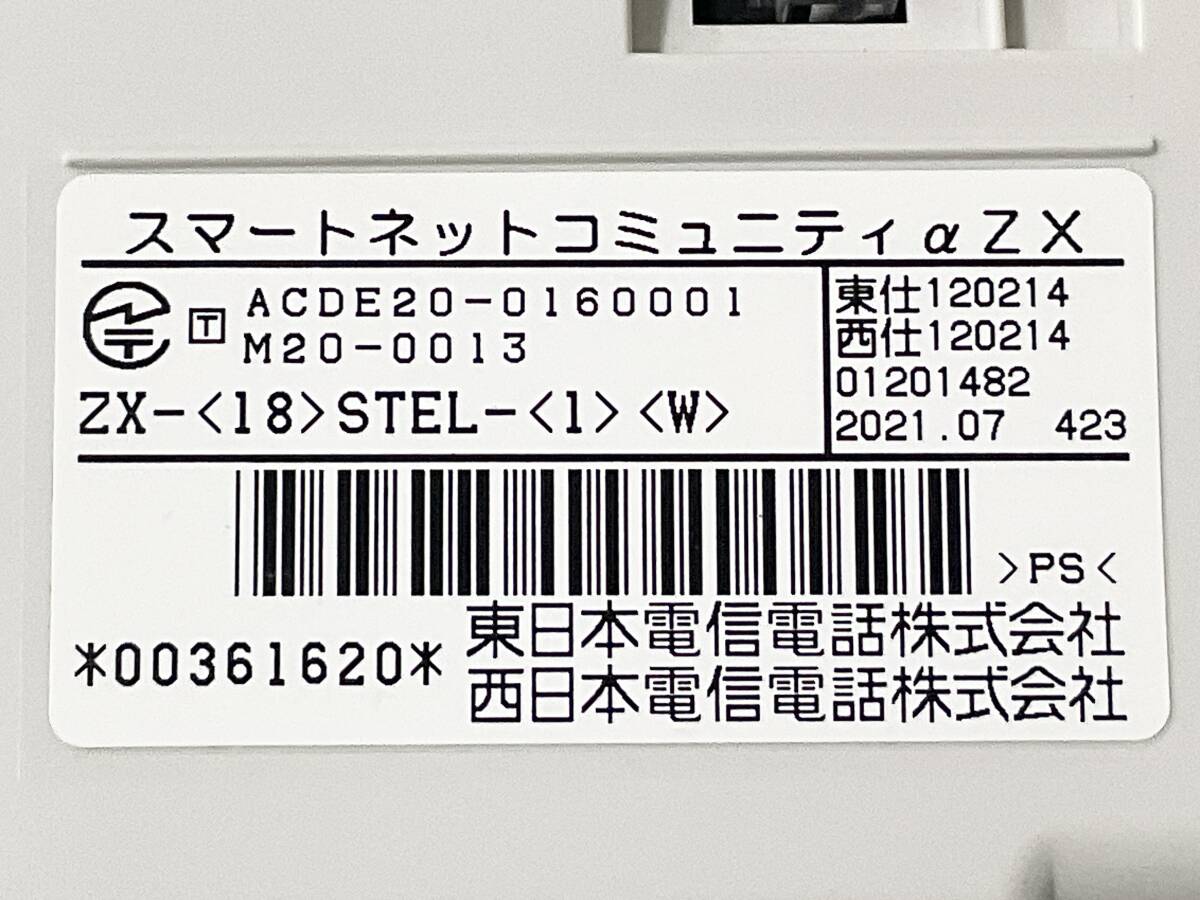 スマートネットコミュニティαZX
T ACDE20-0160001
M20-0013
ZX-<18>STEL-<1><W>
東仕120214
西仕120214
01201482
2021.07 423
>PS<
*00361620*
東日本電信電話株式会社
西日本電信電話株式会社